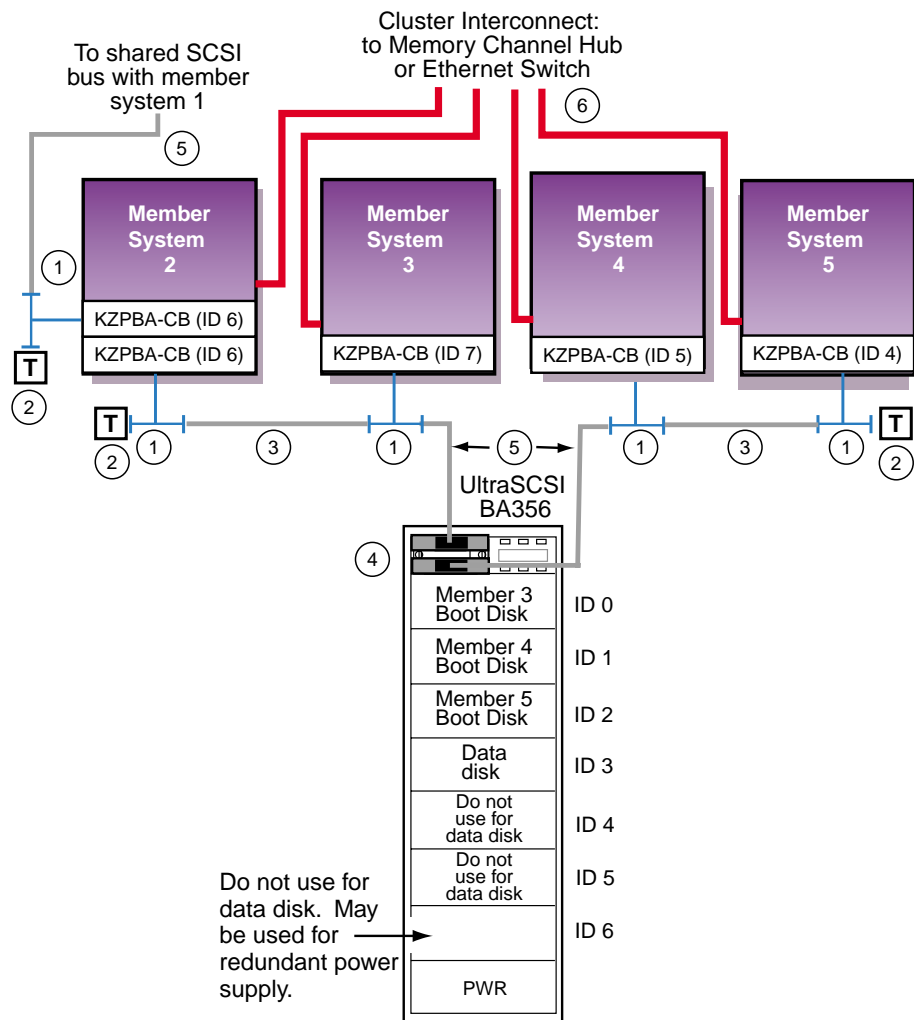 Cluster Interconnect:
to Memory Channel Hub
or Ethernet Switch
To shared SCSI
bus with member
system 1
6
5
Member
System
2
Member
System
3
Member
System
4
Member
System
5
1
KZPBA-CB (ID 6)
KZPBA-CB (ID 6)
KZPBA-CB (ID 7)
KZPBA-CB (ID 5)
KZPBA-CB (ID 4)
T
2
T
2
1
3
1
5
1
3
1
T
2
UltraSCSI
BA356
4
Member 3
Boot Disk
ID 0
Member 4
Boot Disk
ID 1
Member 5
Boot Disk
ID 2
Data
disk
ID 3
Do not
use for
data disk
ID 4
Do not
use for
data disk
ID 5
Do not use for
data disk. May
be used for
redundant power
supply.
ID 6
PWR